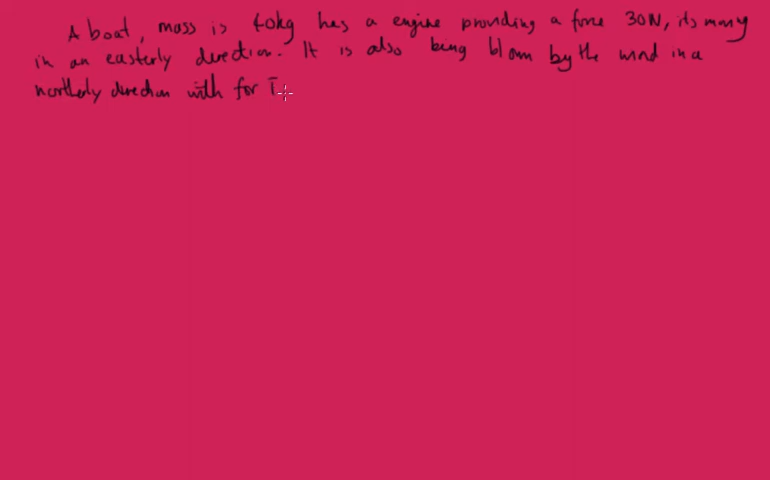 A boat, mass is 40kg has a engine providing a force 30N, its moving
in an easterly direction. It is also being blown by the wind in a
northerly direction with for